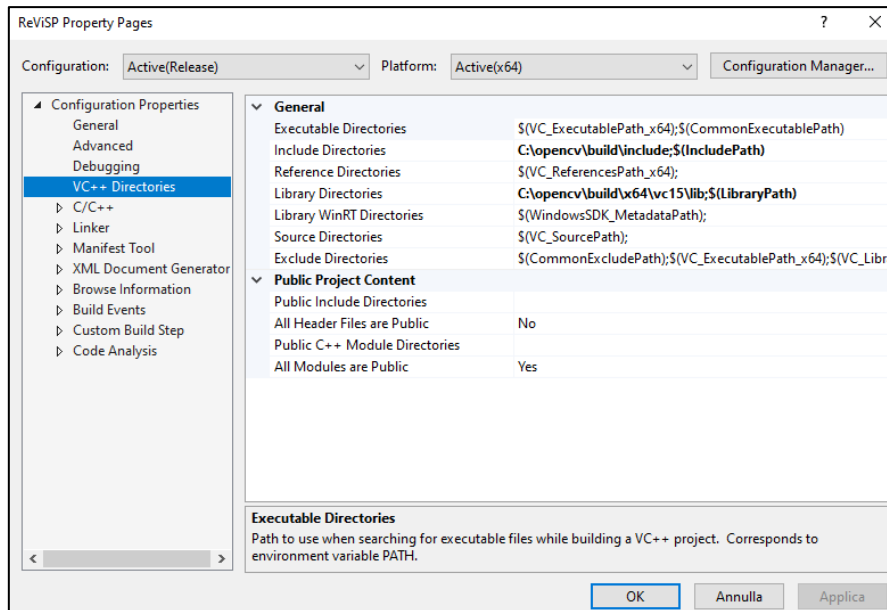 ReViSP Property Pages
?
Configuration: Active(Release) Platform: Active(x64) Configuration Manager...
Configuration Properties
General
Advanced
Debugging
VC++ Directories
C/C++
Linker
Manifest Tool
XML Document Generator
Browse Information
Build Events
Custom Build Step
Code Analysis
General
Executable Directories $(VC_ExecutablePath_x64);$(CommonExecutablePath)
Include Directories C:\opencv\build\include;$(IncludePath)
Reference Directories $(VC_ReferencesPath_x64);
Library Directories C:\opencv\build\x64\vc15\lib;$(LibraryPath)
Library WinRT Directories $(WindowsSDK_MetadataPath);
Source Directories $(VC_SourcePath);
Exclude Directories $(CommonExcludePath);$(VC_ExecutablePath_x64);$(VC_Libr
Public Project Content
Public Include Directories
All Header Files are Public No
Public C++ Module Directories
All Modules are Public Yes
Executable Directories
Path to use when searching for executable files while building a VC++ project.  Corresponds to
environment variable PATH.
OK Annulla Applica